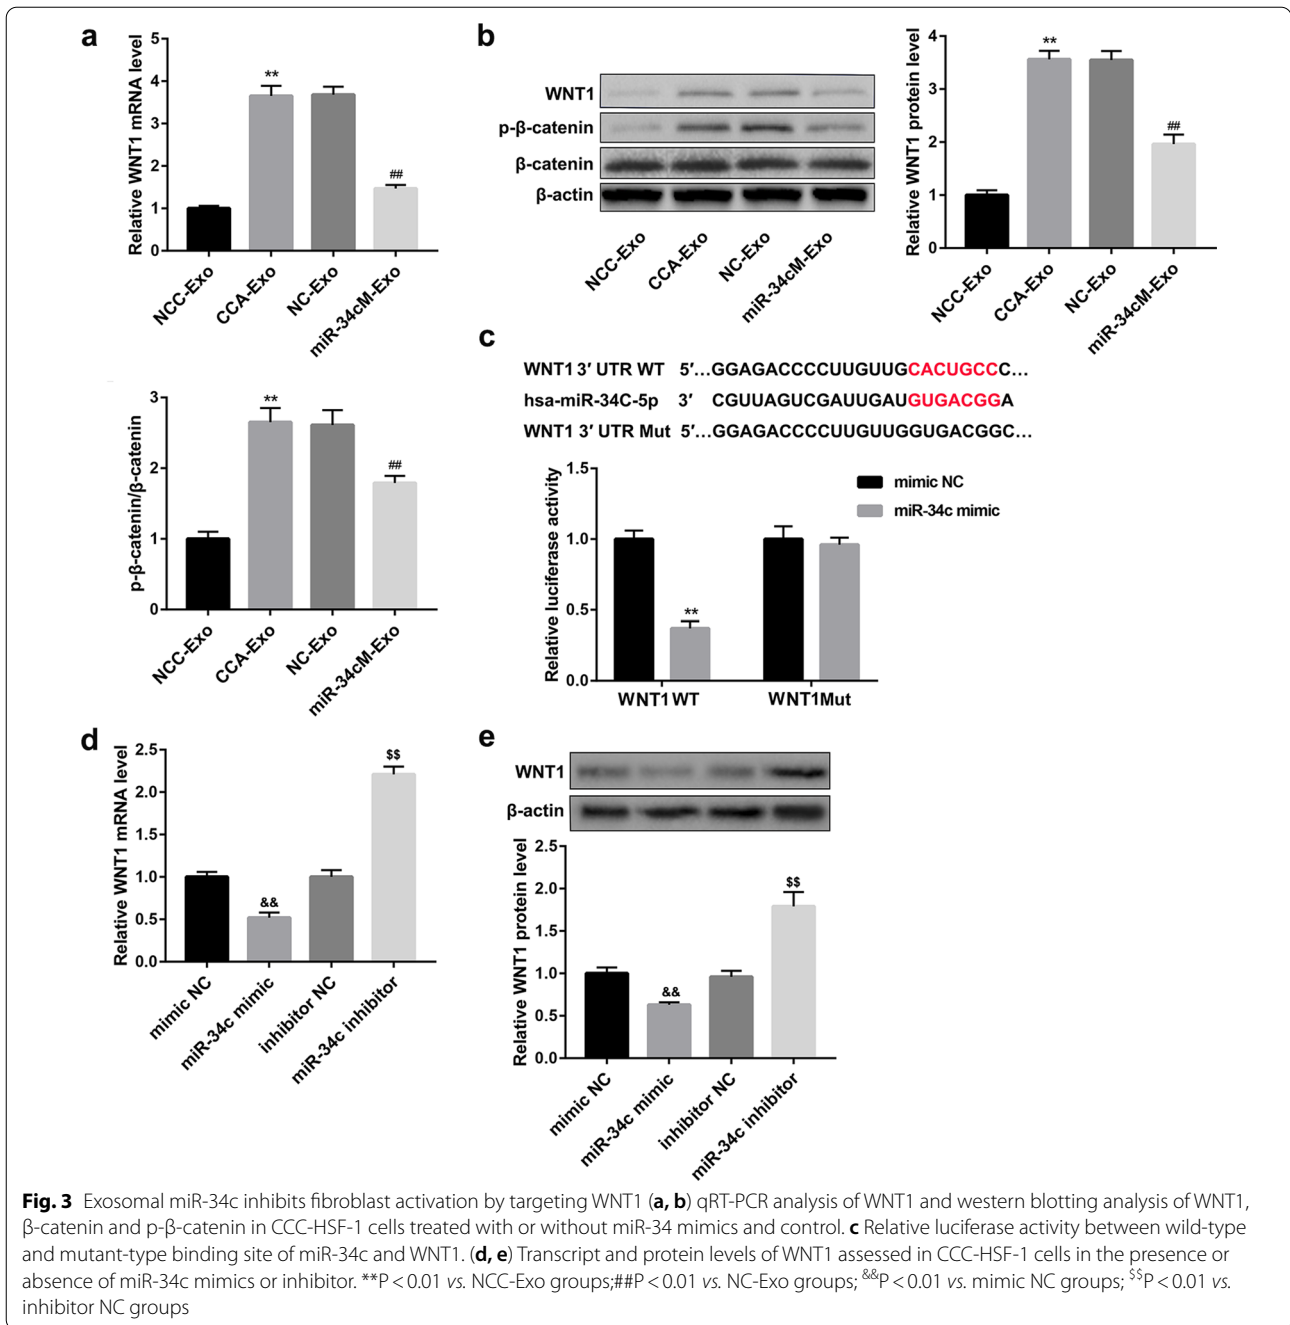 a
Relative WNT1 mRNA level
5
4
3
2
1
0
**
##
NCC-Exo
CCA-Exo
NC-Exo
miR-34cM-Exo
p-β-catenin/β-catenin
3
2
1
0
**
##
NCC-Exo
CCA-Exo
NC-Exo
miR-34cM-Exo
b
WNT1
p-β-catenin
β-catenin
β-actin
NCC-Exo
CCA-Exo
NC-Exo
miR-34cM-Exo
Relative WNT1 protein level
4
3
2
1
0
**
##
NCC-Exo
CCA-Exo
NC-Exo
miR-34cM-Exo
c
WNT1 3′ UTR WT 5′...GGAGACCCCUUGUUGCACUGCCC...
hsa-miR-34C-5p 3′ CGUUAGUCGAUUGAUGUGACGGA
WNT1 3′ UTR Mut 5′...GGAGACCCCUUGUUGGUGACGGC...
Relative luciferase activity
1.5
1.0
0.5
0.0
**
mimic NC
miR-34c mimic
WNT1 WT
WNT1Mut
d
Relative WNT1 mRNA level
2.5
2.0
1.5
1.0
0.5
0.0
&&
$$
mimic NC
miR-34c mimic
inhibitor NC
miR-34c inhibitor
e
WNT1
β-actin
Relative WNT1 protein level
2.5
2.0
1.5
1.0
0.5
0.0
&&
$$
mimic NC
miR-34c mimic
inhibitor NC
miR-34c inhibitor
Fig. 3 Exosomal miR-34c inhibits fibroblast activation by targeting WNT1 (a, b) qRT-PCR analysis of WNT1 and western blotting analysis of WNT1,
β-catenin and p-β-catenin in CCC-HSF-1 cells treated with or without miR-34 mimics and control. c Relative luciferase activity between wild-type
and mutant-type binding site of miR-34c and WNT1. (d, e) Transcript and protein levels of WNT1 assessed in CCC-HSF-1 cells in the presence or
absence of miR-34c mimics or inhibitor. **P < 0.01 vs. NCC-Exo groups;##P < 0.01 vs. NC-Exo groups; &&P < 0.01 vs. mimic NC groups; $$P < 0.01 vs.
inhibitor NC groups